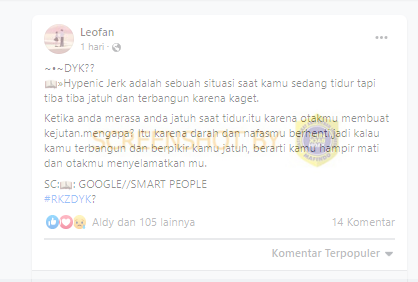 Leofan
1 hari ·
~•~DYK??
📖»Hypenic Jerk adalah sebuah situasi saat kamu sedang tidur tapi
tiba tiba jatuh dan terbangun karena kaget.
Ketika anda merasa anda jatuh saat tidur.itu karena otakmu membuat
kejutan.mengapa? Itu karena darah dan nafasmu berhenti jadi kalau
kamu terbangun dan berpikir kamu jatuh, berarti kamu hampir mati
dan otakmu menyelamatkan mu.
SCREENSHOT BY
SC:📖: GOOGLE//SMART PEOPLE
#RKZDYK?
Aldy dan 105 lainnya
14 Komentar
Komentar Terpopuler